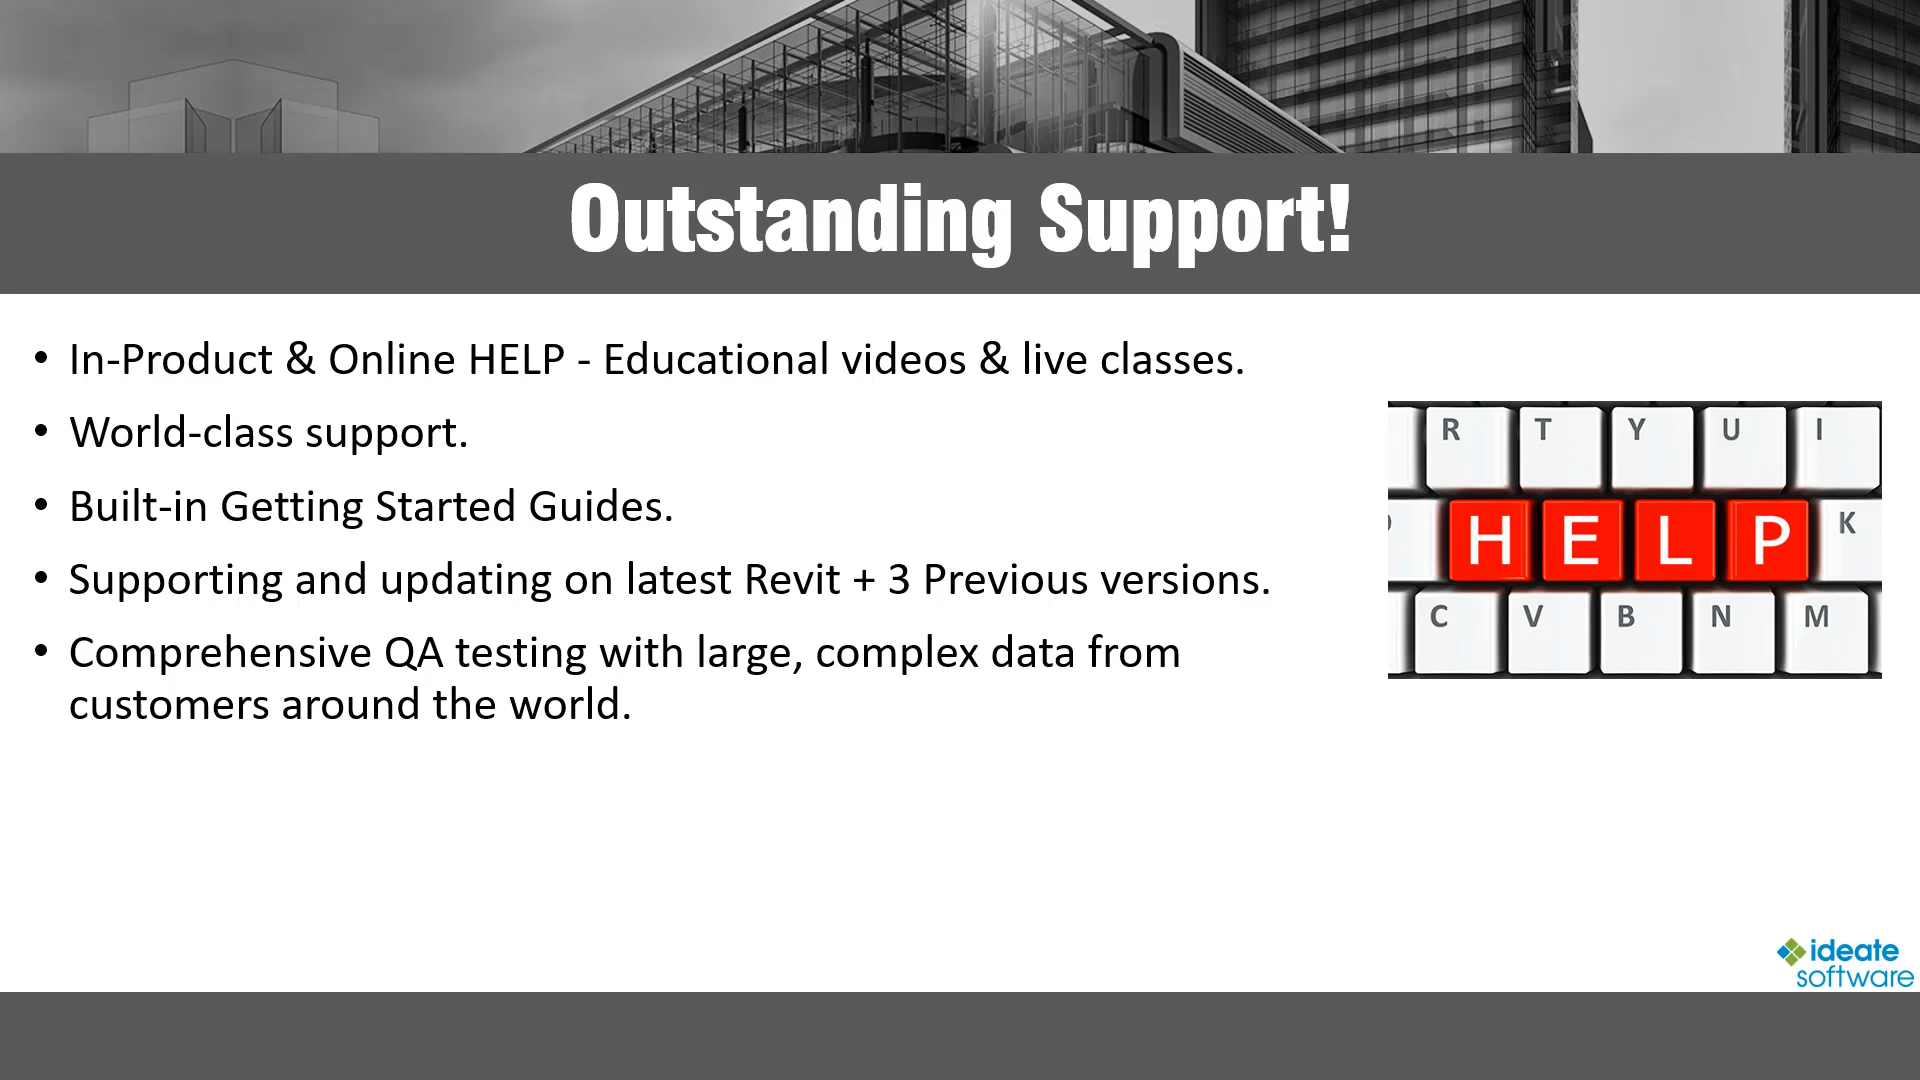 Outstanding Support!
• In-Product & Online HELP - Educational videos & live classes.
• World-class support.
• Built-in Getting Started Guides.
• Supporting and updating on latest Revit + 3 Previous versions.
• Comprehensive QA testing with large, complex data from
customers around the world.
R T Y U I
H E L P K
C V B N M
ideate
software